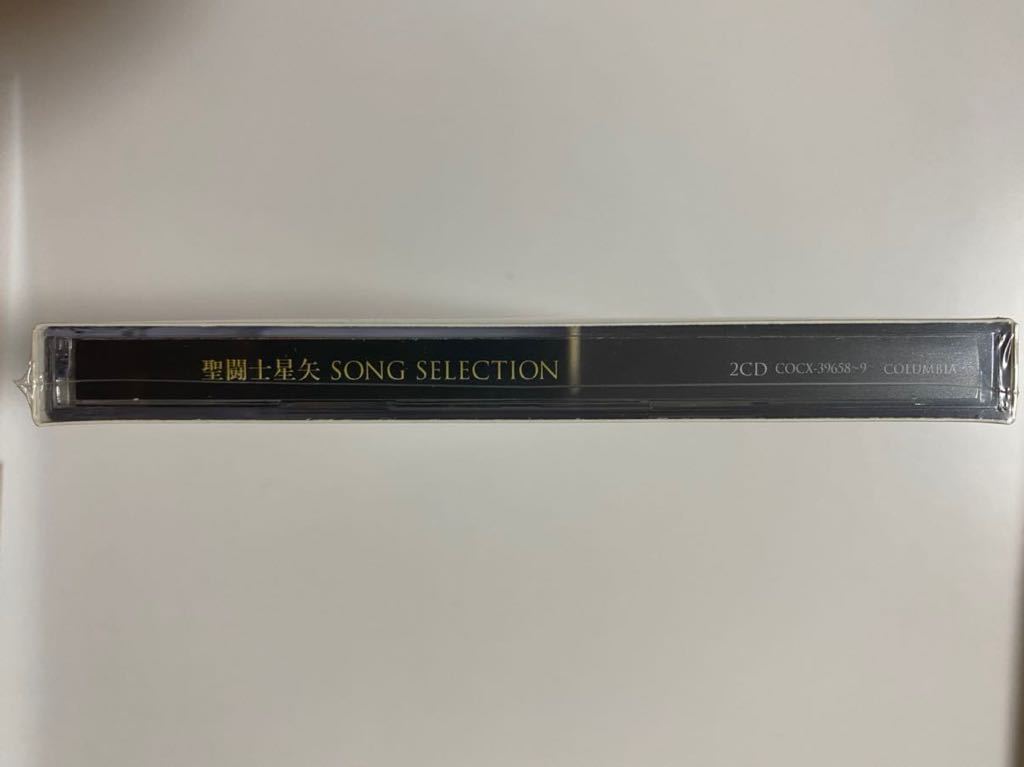 聖闘士星矢 SONG SELECTION 2CD COCX-39658~9 COLUMBIA